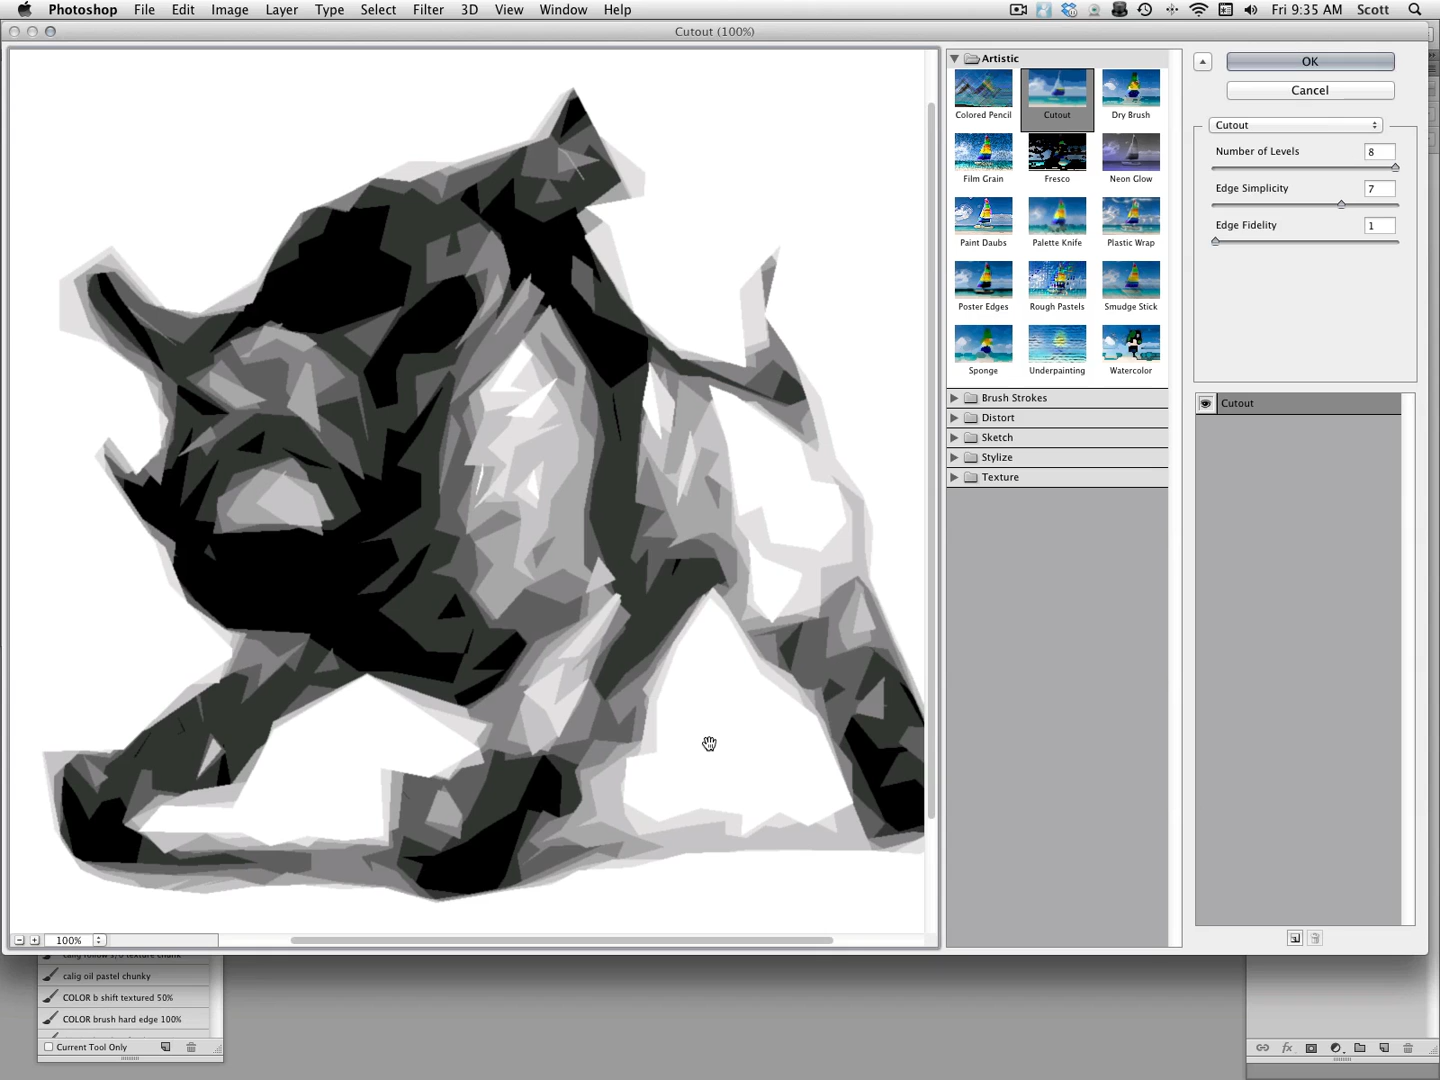 Photoshop File Edit Image Layer Type Select Filter 3D View Window Help Fri 9:35 AM Scott
Cutout (100%)
Artistic
Colored Pencil Cutout Dry Brush
Film Grain Fresco Neon Glow
Paint Daubs Palette Knife Plastic Wrap
Poster Edges Rough Pastels Smudge Stick
Sponge Underpainting Watercolor
Brush Strokes
Distort
Sketch
Stylize
Texture
OK
Cancel
Cutout
Number of Levels 8
Edge Simplicity 7
Edge Fidelity 1
Cutout
100%
calig oil pastel chunky
COLOR b shift textured 50%
COLOR brush hard edge 100%
Current Tool Only
fx